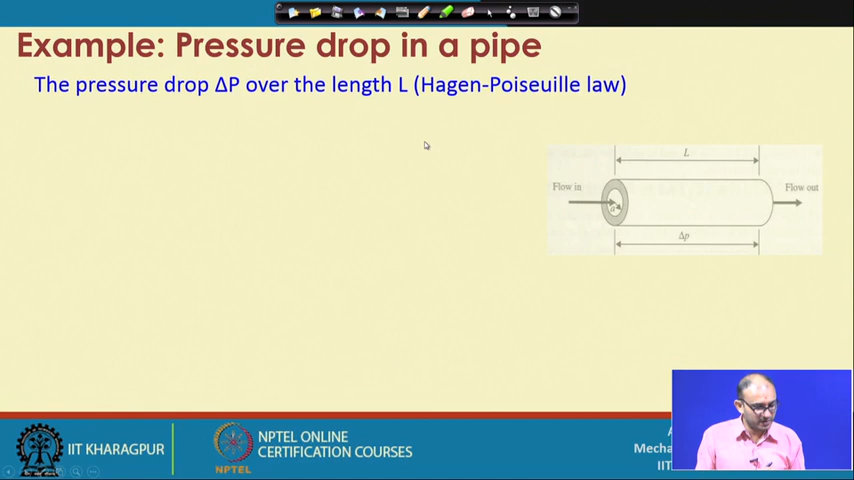 Example: Pressure drop in a pipe
The pressure drop ΔP over the length L (Hagen-Poiseuille law)
L
Flow in
Flow out
a
Δp
IIT KHARAGPUR
NPTEL
NPTEL ONLINE
CERTIFICATION COURSES
A
Mecha
IIT